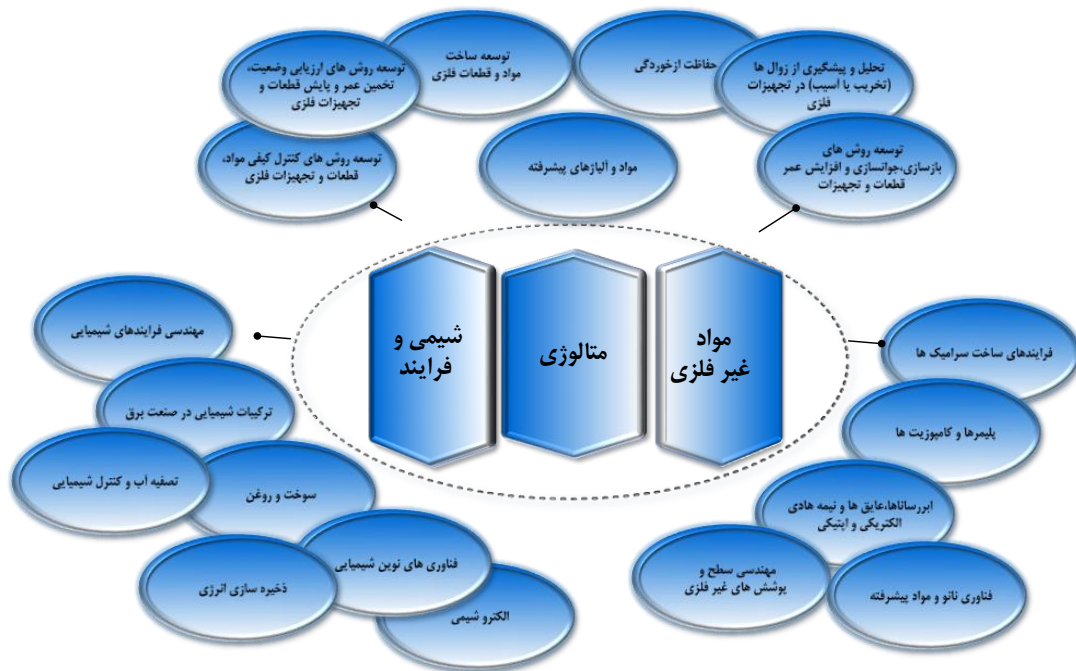 تحلیل و پیشگیری از زوال ها
(تخریب یا آسیب) در تجهیزات
فلزی
حفاظت ازخوردگی
توسعه ساخت
مواد و قطعات فلزی
توسعه روش های ارزیابی وضعیت،
تخمین عمر و پایش قطعات و
تجهیزات فلزی
توسعه روش های
بازسازی،جوانسازی و افزایش عمر
قطعات و تجهیزات
مواد و آلیاژهای پیشرفته
توسعه روش های کنترل کیفی مواد،
قطعات و تجهیزات فلزی
مواد
غیر فلزی
متالوژی
شیمی و
فرایند
فرایندهای ساخت سرامیک ها
پلیمرها و کامپوزیت ها
ابررساناها،عایق ها و نیمه هادی
الکتریکی و اپتیکی
مهندسی سطح و
پوشش های غیر فلزی
فناوری نانو و مواد پیشرفته
مهندسی فرایندهای شیمیایی
ترکیبات شیمیایی در صنعت برق
تصفیه آب و کنترل شیمیایی
سوخت و روغن
فناوری های نوین شیمیایی
ذخیره سازی انرژی
الکترو شیمی